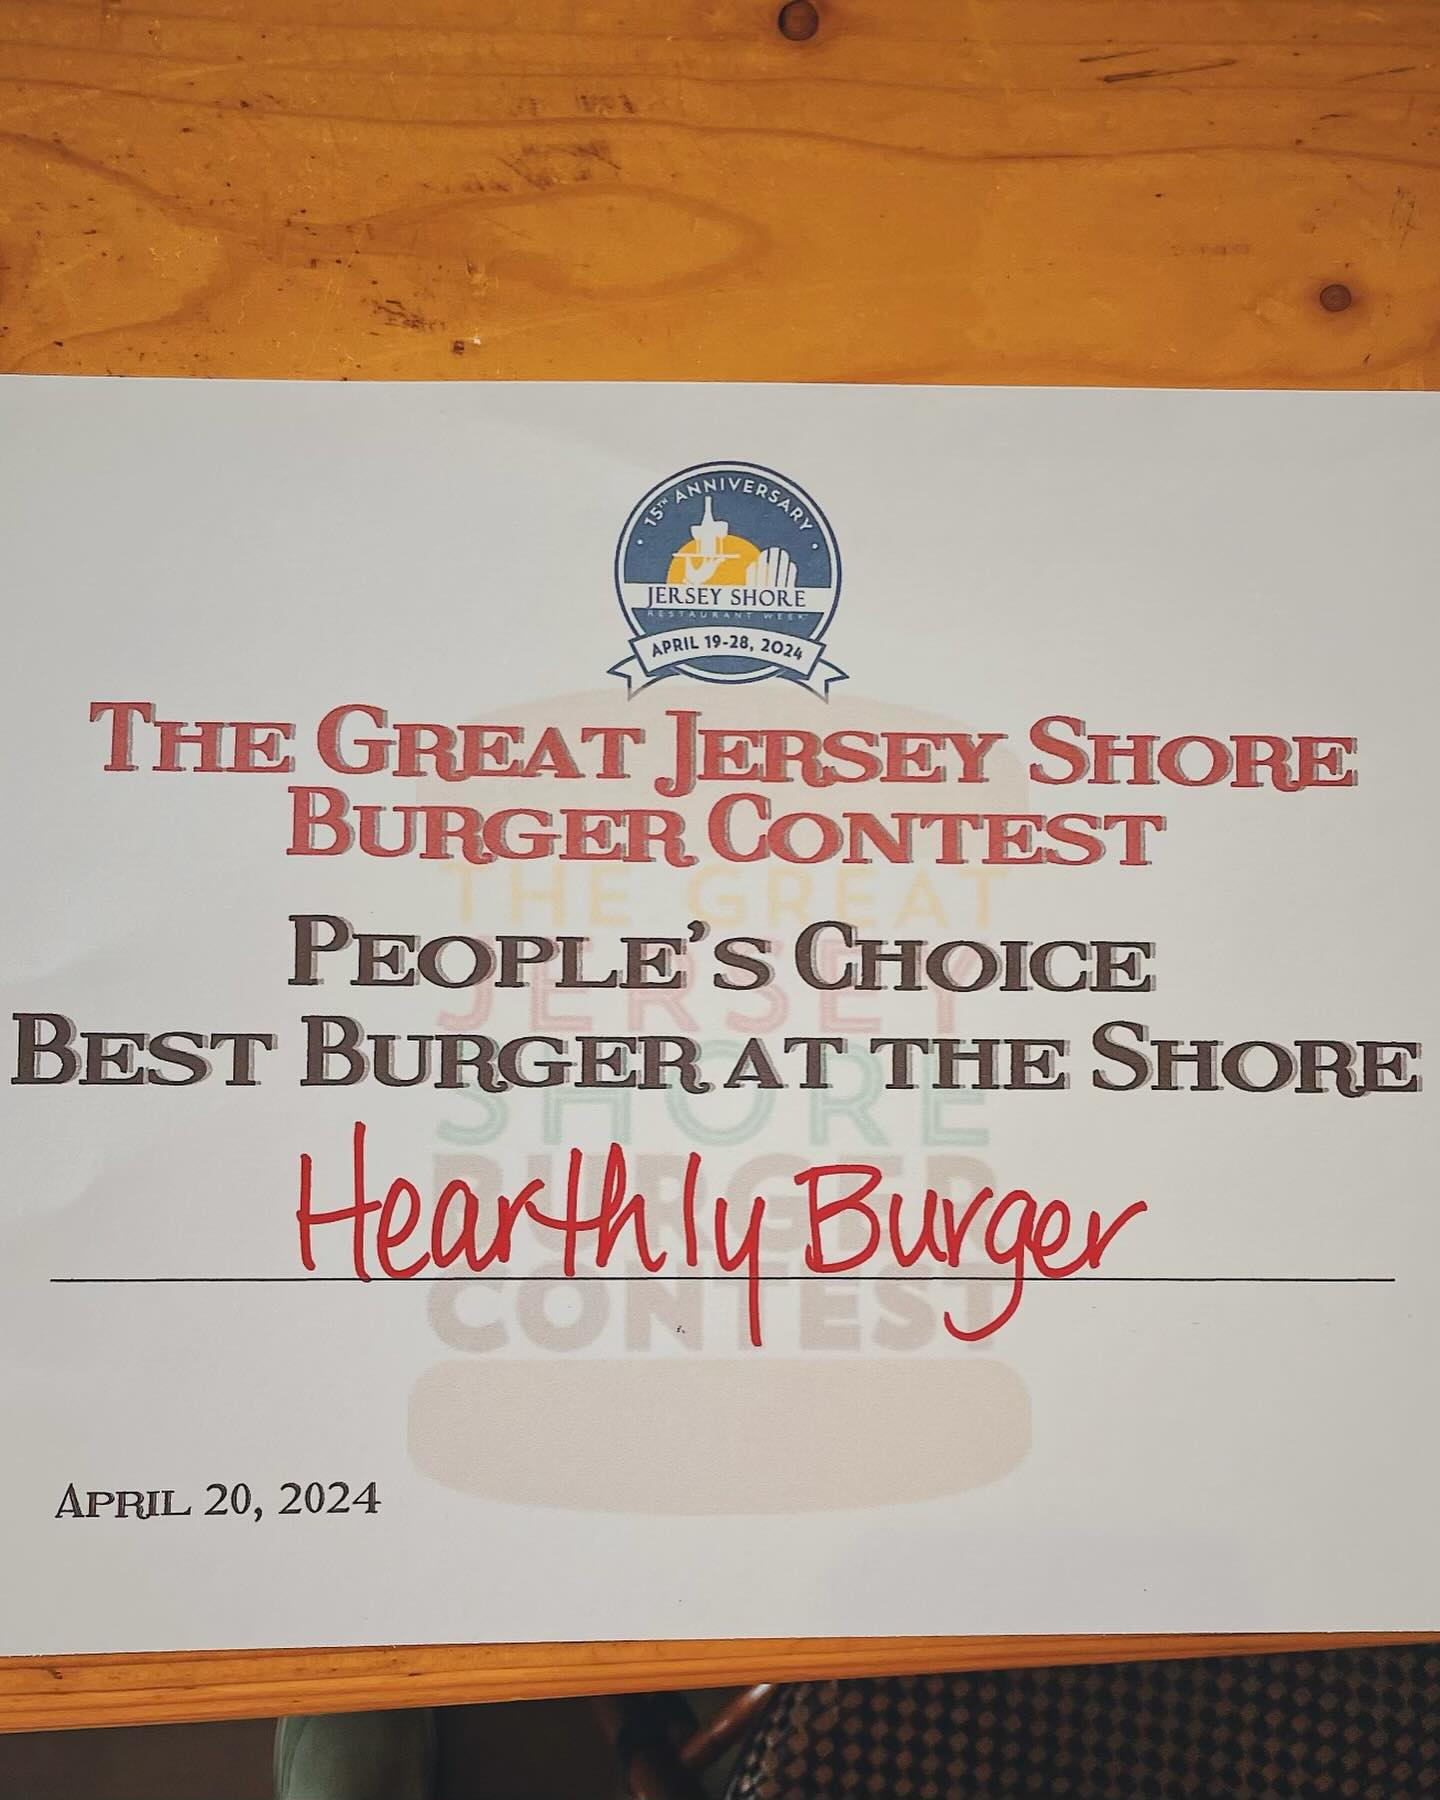 15TH ANNIVERSARY
JERSEY SHORE
RESTAURANT WEEK
APRIL 19-28, 2024
THE GREAT JERSEY SHORE
BURGER CONTEST
PEOPLE'S CHOICE
BEST BURGER AT THE SHORE
Hearthly Burger
THE GREAT
JERSEY
SHORE
BURGER
CONTEST
APRIL 20, 2024